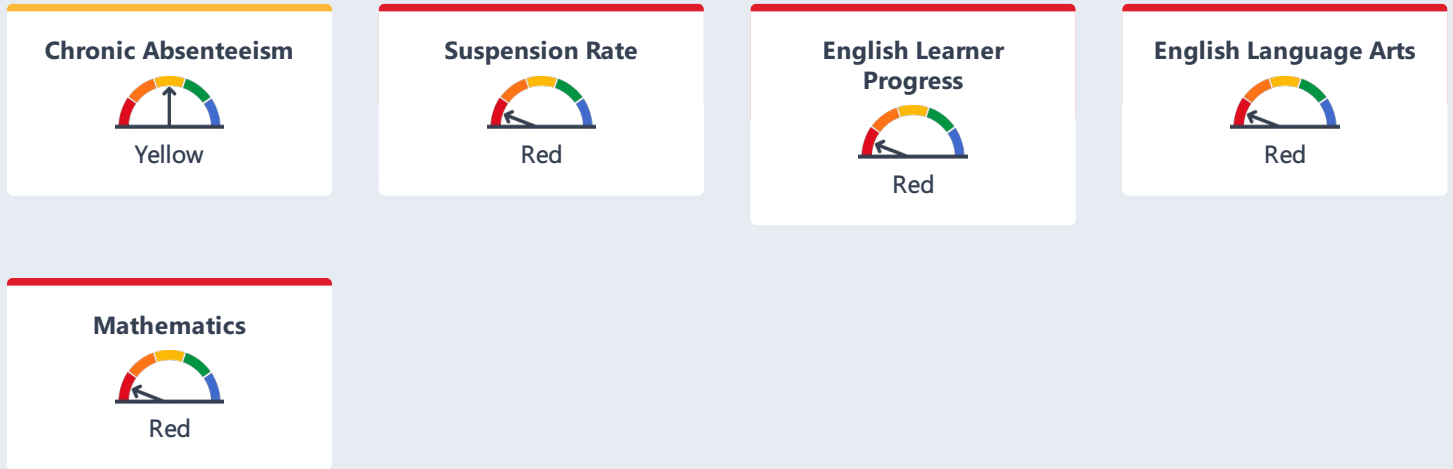 Chronic Absenteeism
Yellow
Suspension Rate
Red
English Learner
Progress
Red
English Language Arts
Red
Mathematics
Red